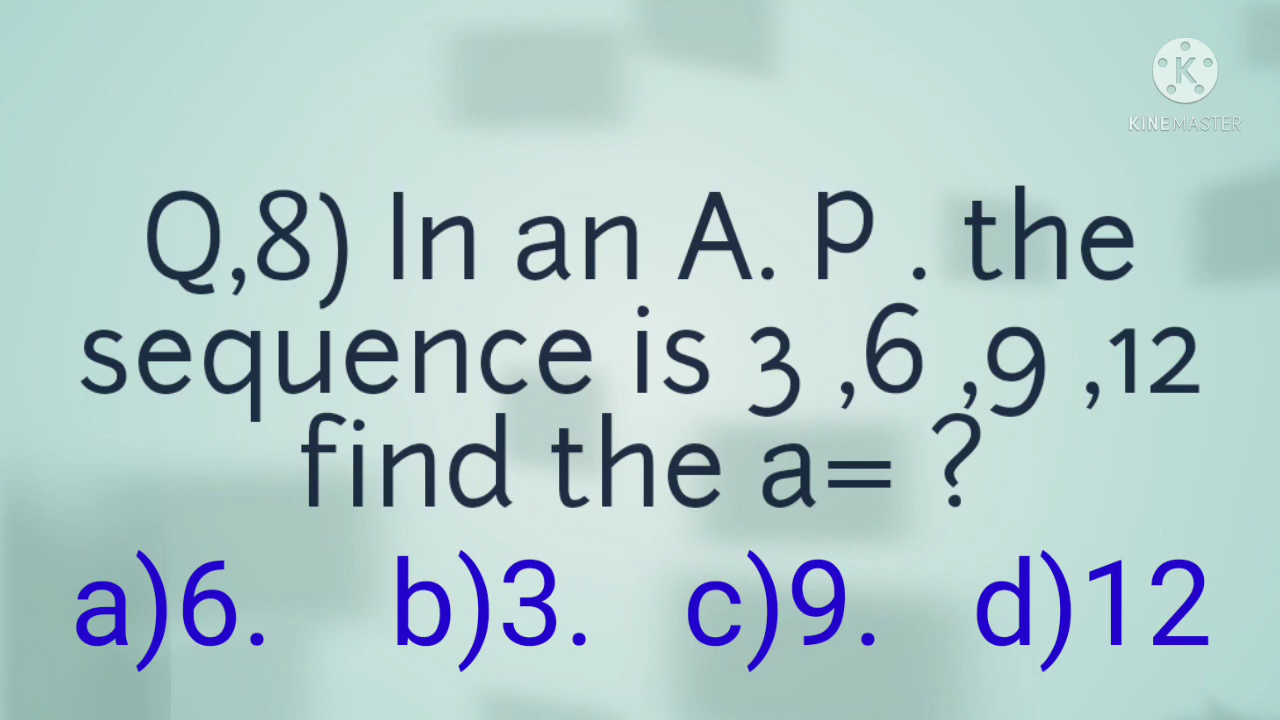 KINEMASTER
Q,8) In an A. P . the
sequence is 3 ,6 ,9 ,12
find the a= ?
a)6. b)3. c)9. d)12